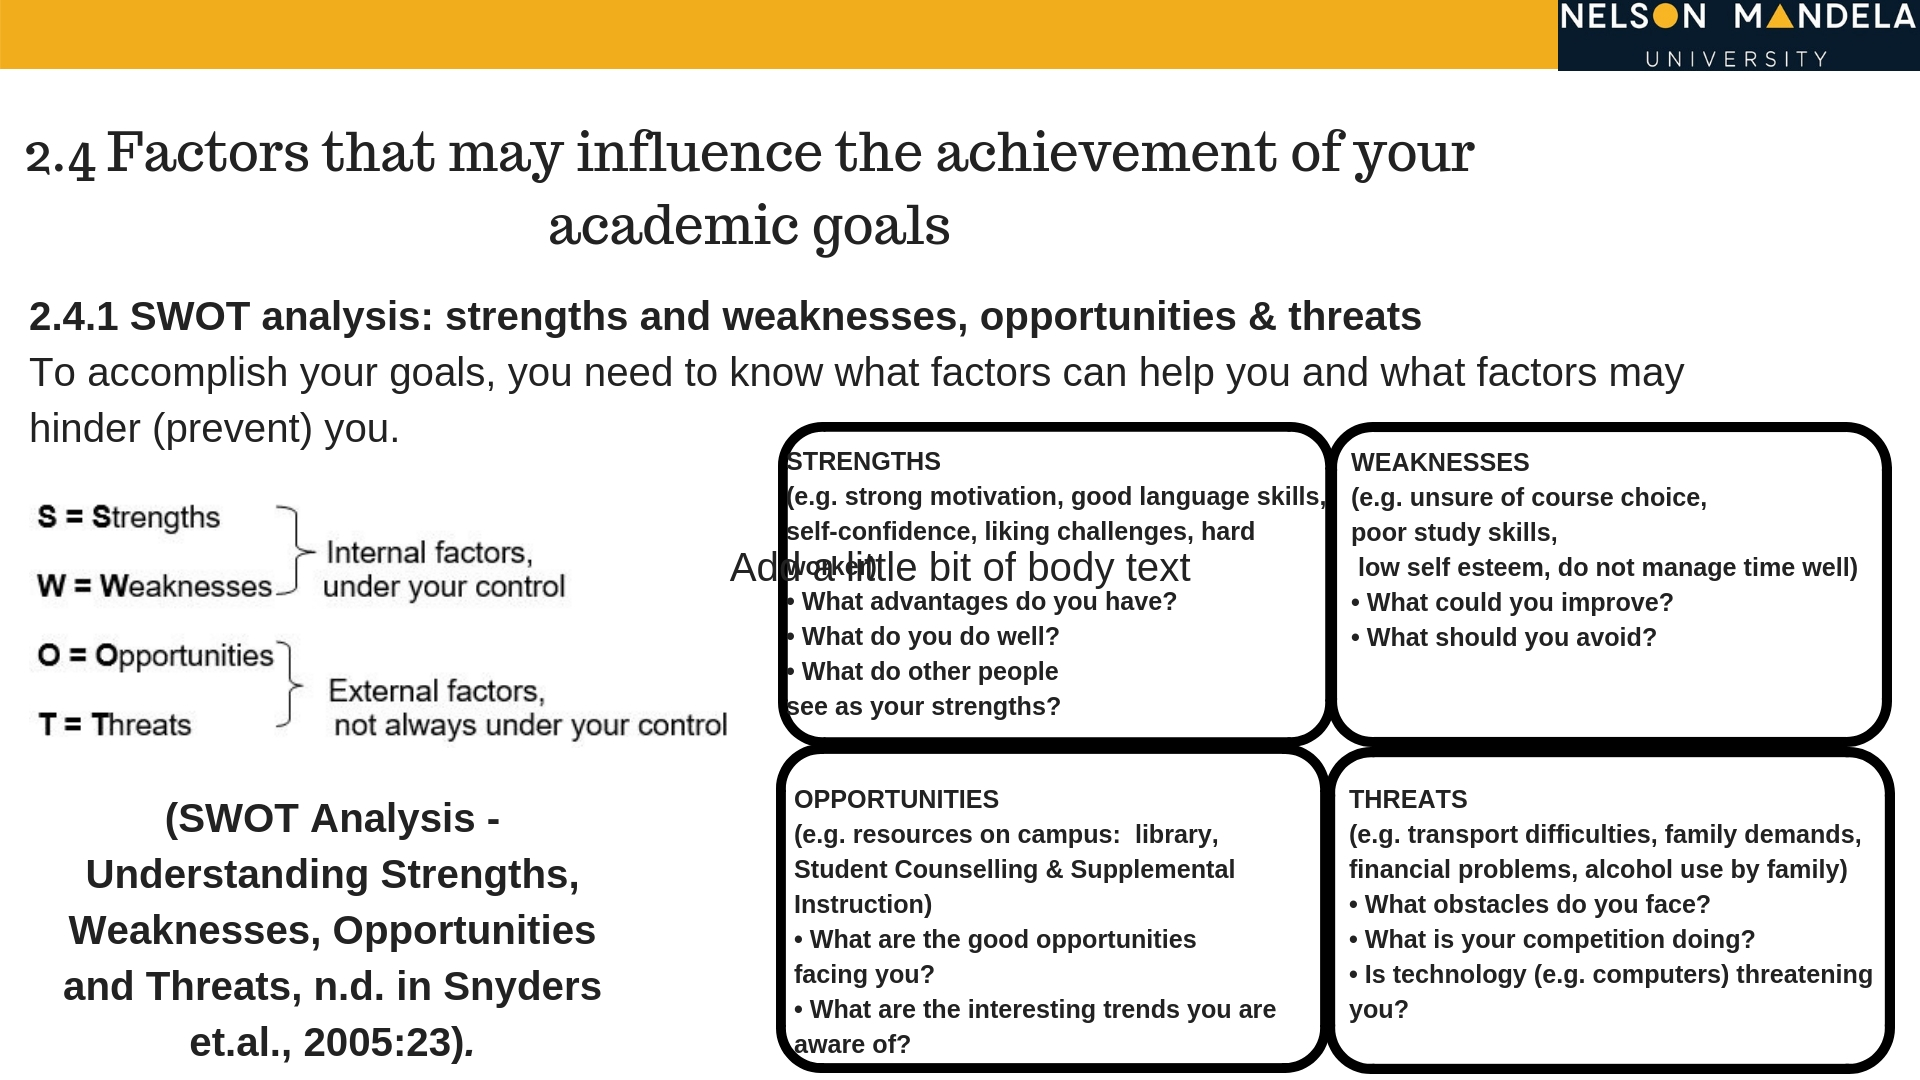 NELSON MANDELA
UNIVERSITY
2.4 Factors that may influence the achievement of your
academic goals
2.4.1 SWOT analysis: strengths and weaknesses, opportunities & threats
To accomplish your goals, you need to know what factors can help you and what factors may
hinder (prevent) you.
S = Strengths
W = Weaknesses
Internal factors,
under your control
O = Opportunities
T = Threats
External factors,
not always under your control
(SWOT Analysis -
Understanding Strengths,
Weaknesses, Opportunities
and Threats, n.d. in Snyders
et.al., 2005:23).
STRENGTHS
(e.g. strong motivation, good language skills,
self-confidence, liking challenges, hard
worker)
Add a little bit of body text
• What advantages do you have?
• What do you do well?
• What do other people
see as your strengths?
WEAKNESSES
(e.g. unsure of course choice,
poor study skills,
low self esteem, do not manage time well)
• What could you improve?
• What should you avoid?
OPPORTUNITIES
(e.g. resources on campus:  library,
Student Counselling & Supplemental
Instruction)
• What are the good opportunities
facing you?
• What are the interesting trends you are
aware of?
THREATS
(e.g. transport difficulties, family demands,
financial problems, alcohol use by family)
• What obstacles do you face?
• What is your competition doing?
• Is technology (e.g. computers) threatening
you?